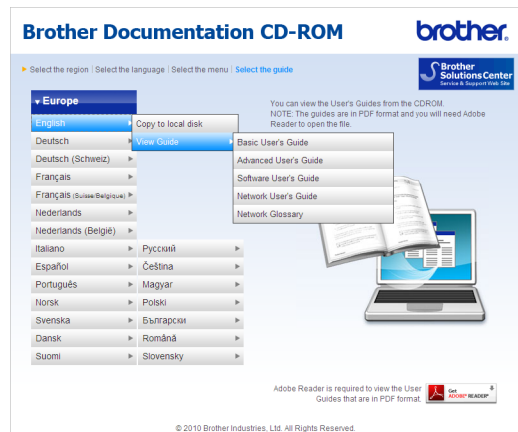 Brother Documentation CD-ROM
brother.
Select the region | Select the language | Select the menu | Select the guide
Brother
Solutions Center
Service & Support Web Site
Europe
You can view the User's Guides from the CDROM.
NOTE: The guides are in PDF format and you will need Adobe
Reader to open the file.
English
Copy to local disk
Deutsch
View Guide
Basic User's Guide
Deutsch (Schweiz)
Advanced User's Guide
Français
Software User's Guide
Français (Suisse/Belgique)
Network User's Guide
Nederlands
Network Glossary
Nederlands (België)
Italiano
Русский
Español
Čeština
Português
Magyar
Norsk
Polski
Svenska
Български
Dansk
Română
Suomi
Slovensky
Adobe Reader is required to view the User
Guides that are in PDF format.
Get
ADOBE® READER®
© 2010 Brother Industries, Ltd. All Rights Reserved.